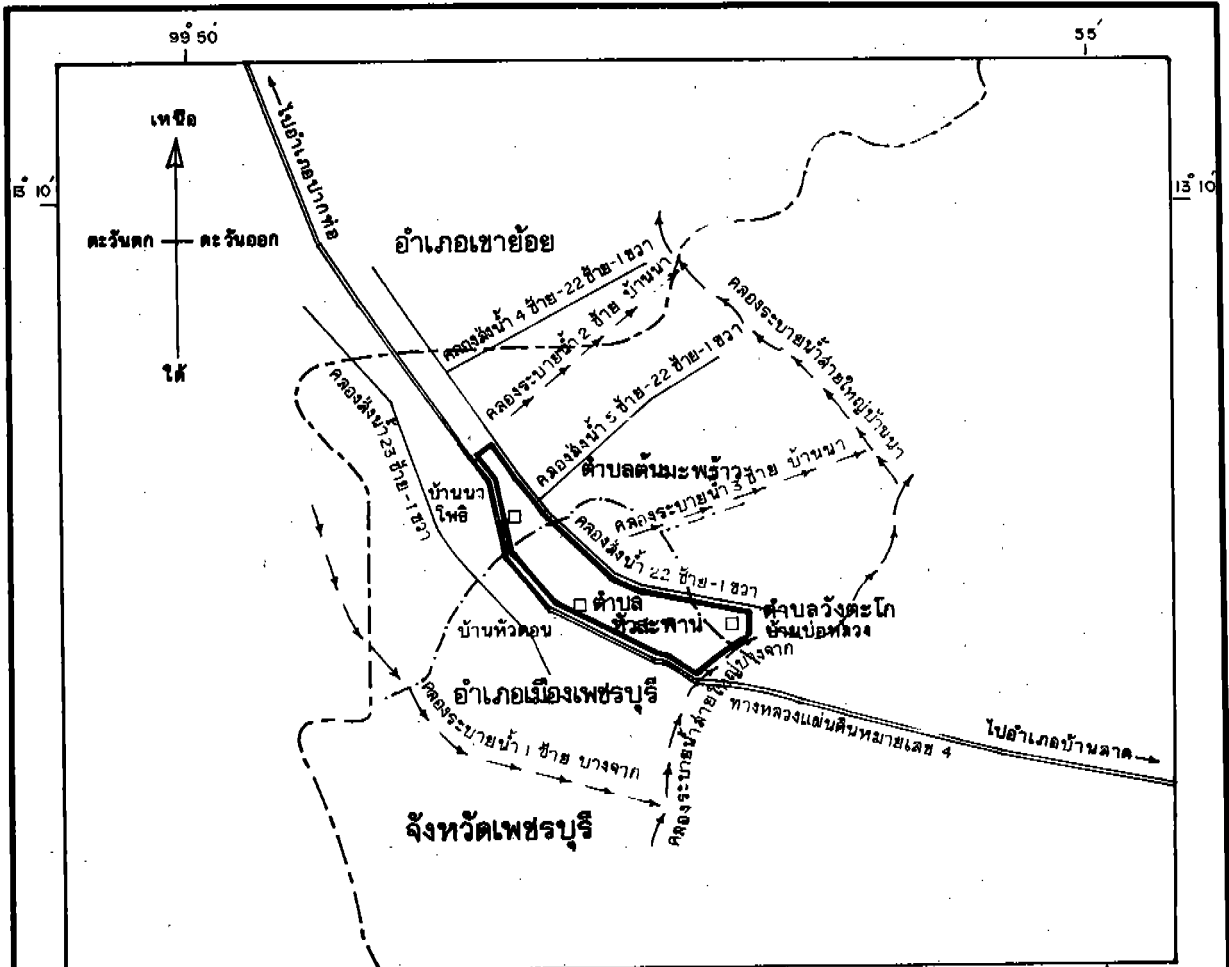 99° 50′
55′
เหนือ
ไปอำเภอปากท่อ
13° 10′
13° 10′
ตะวันตก
ตะวันออก
อำเภอเขาย้อย
ใต้
คลองส่งน้ำ 4 ซ้าย-22 ซ้าย-1 ขวา
คลองระบายน้ำ 2 ซ้าย บ้านนา
คลองระบายน้ำสายใหญ่บ้านนา
คลองส่งน้ำ 5 ซ้าย-22 ซ้าย-1 ขวา
คลองส่งน้ำ 23 ซ้าย-1 ขวา
ตำบลต้นมะพร้าว
บ้านนา
โพธิ
คลองระบายน้ำ 3 ซ้าย บ้านนา
คลองส่งน้ำ 22 ซ้าย-1 ขวา
ตำบล
หัวสะพาน
ตำบลวังตะโก
บ้านบ่อหลวง
บ้านหัวดอน
อำเภอเมืองเพชรบุรี
คลองระบายน้ำ 1 ซ้าย บางจาก
คลองระบายน้ำสายใหญ่บางจาก
ทางหลวงแผ่นดินหมายเลข 4
ไปอำเภอบ้านลาด
จังหวัดเพชรบุรี